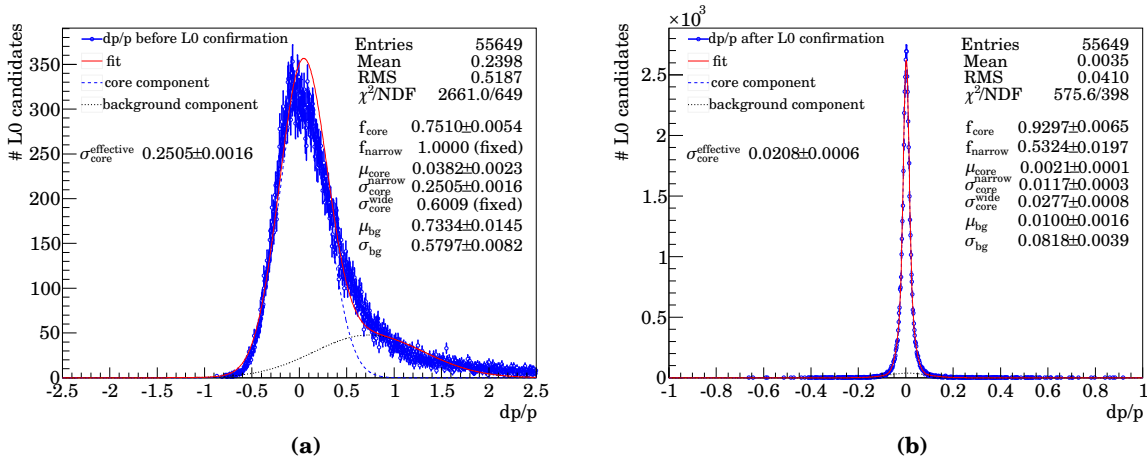 dp/p before L0 confirmation
fit
core component
background component
σ_core^effective 0.2505±0.0016
Entries 55649
Mean 0.2398
RMS 0.5187
χ²/NDF 2661.0/649
f_core 0.7510±0.0054
f_narrow 1.0000 (fixed)
μ_core 0.0382±0.0023
σ_core^narrow 0.2505±0.0016
σ_core^wide 0.6009 (fixed)
μ_bg 0.7334±0.0145
σ_bg 0.5797±0.0082
# L0 candidates
350
300
250
200
150
100
50
0
-2.5 -2 -1.5 -1 -0.5 0 0.5 1 1.5 2 2.5
dp/p
(a)
×10³
dp/p after L0 confirmation
fit
core component
background component
σ_core^effective 0.0208±0.0006
Entries 55649
Mean 0.0035
RMS 0.0410
χ²/NDF 575.6/398
f_core 0.9297±0.0065
f_narrow 0.5324±0.0197
μ_core 0.0021±0.0001
σ_core^narrow 0.0117±0.0003
σ_core^wide 0.0277±0.0008
μ_bg 0.0100±0.0016
σ_bg 0.0818±0.0039
# L0 candidates
2.5
2
1.5
1
0.5
0
-1 -0.8 -0.6 -0.4 -0.2 0 0.2 0.4 0.6 0.8 1
dp/p
(b)